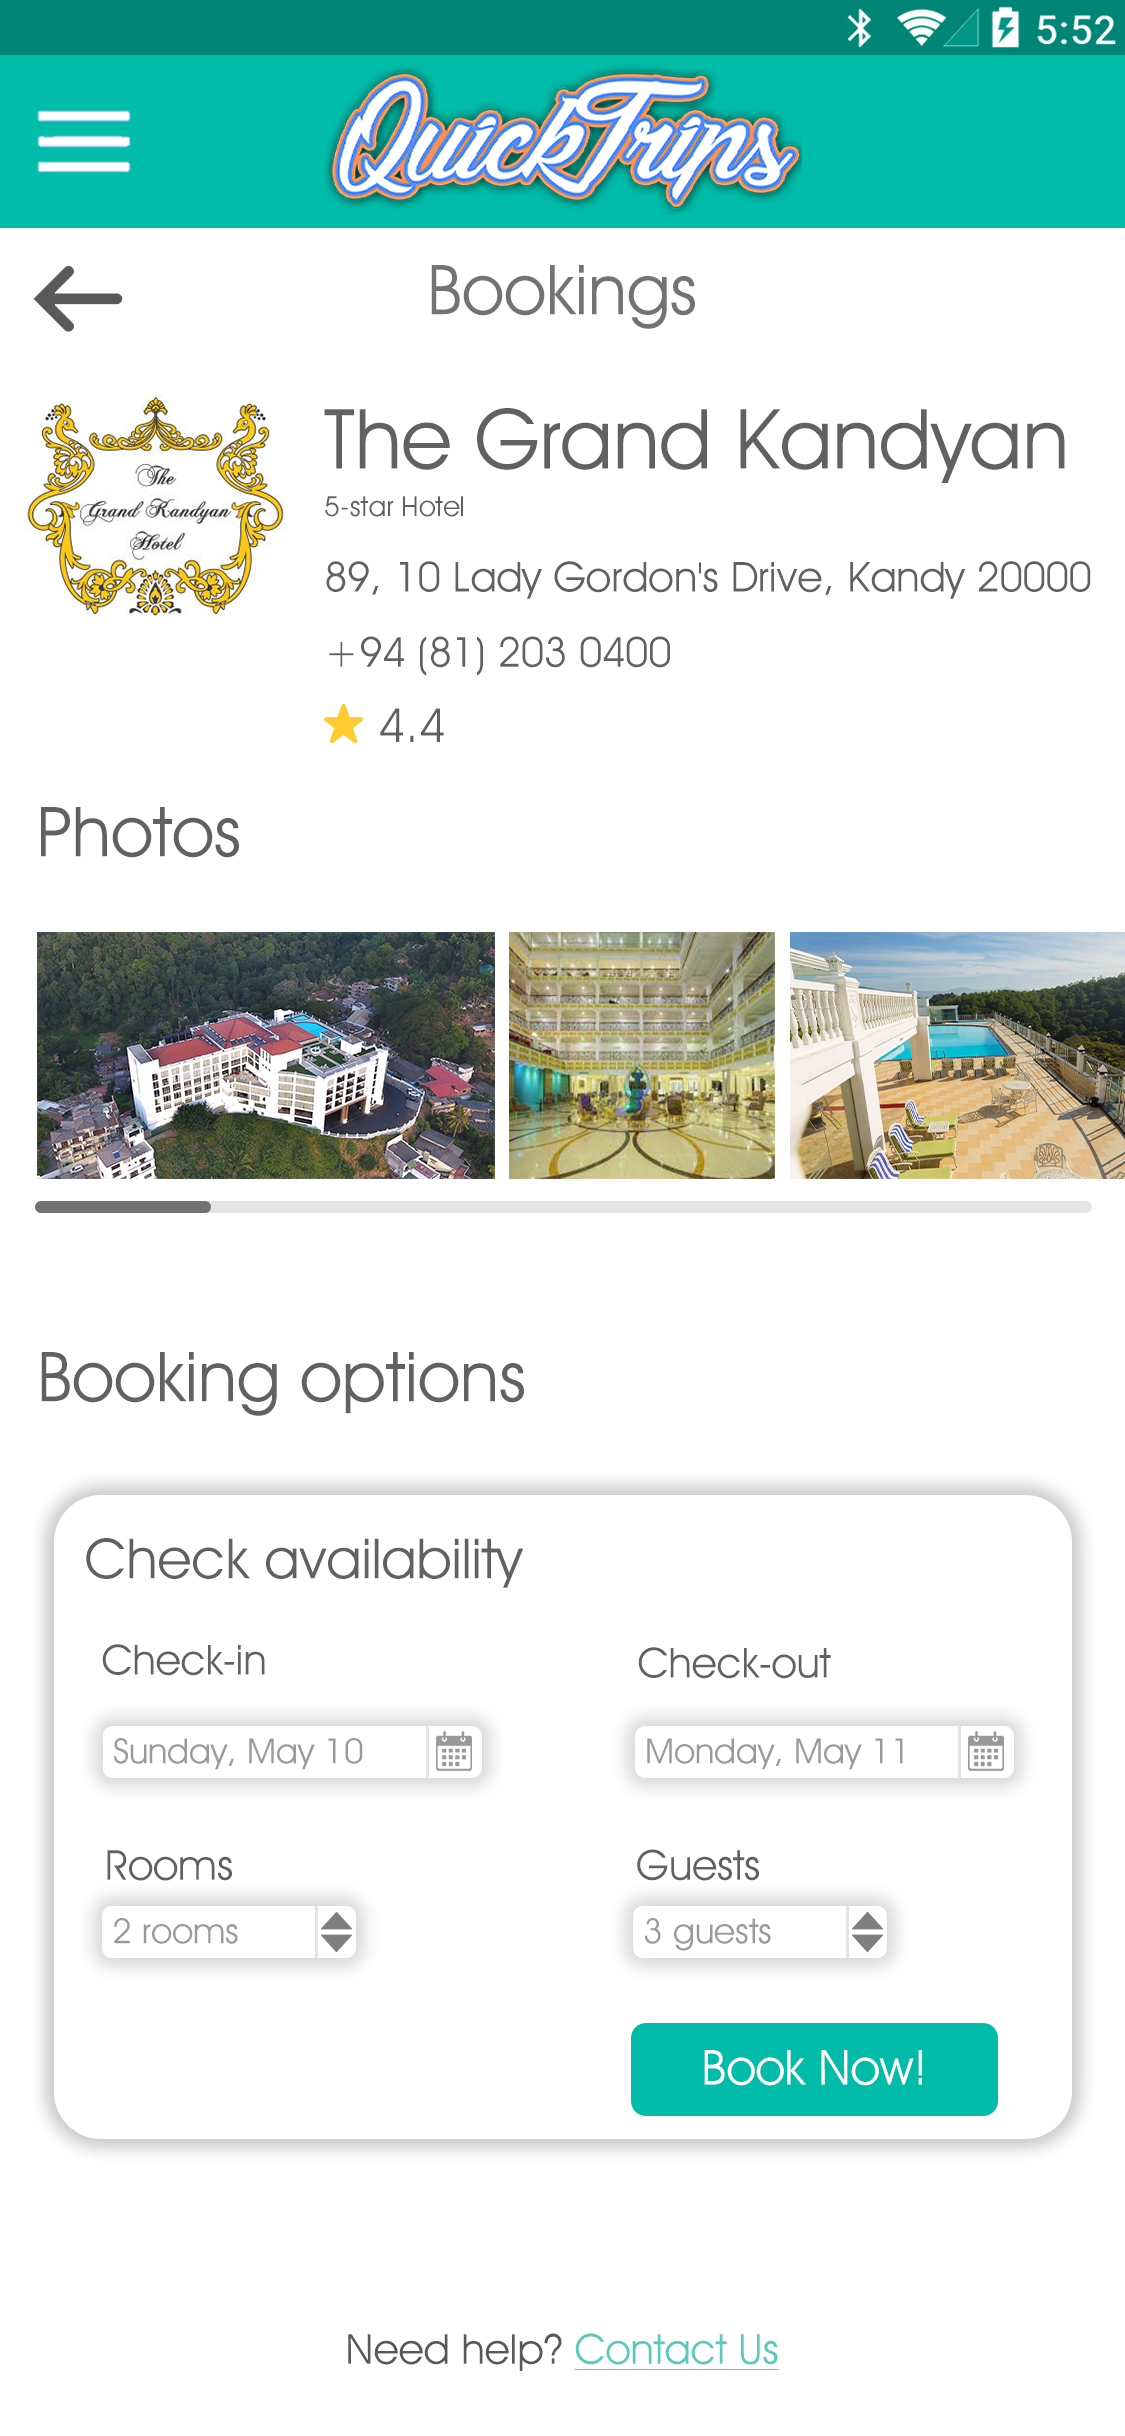 5:52
QuickTrips
Bookings
The
Grand Kandyan
Hotel
The Grand Kandyan
5-star Hotel
89, 10 Lady Gordon's Drive, Kandy 20000
+94 (81) 203 0400
4.4
Photos
Booking options
Check availability
Check-in Check-out
Sunday, May 10 Monday, May 11
Rooms Guests
2 rooms 3 guests
Book Now!
Need help? Contact Us